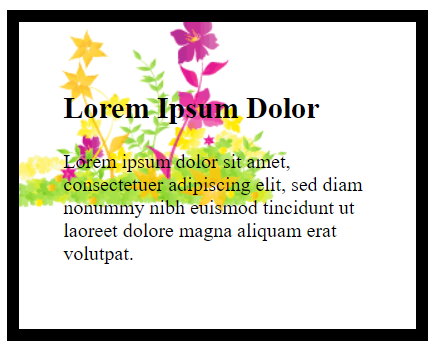 Lorem Ipsum Dolor
Lorem ipsum dolor sit amet,
consectetuer adipiscing elit, sed diam
nonummy nibh euismod tincidunt ut
laoreet dolore magna aliquam erat
volutpat.